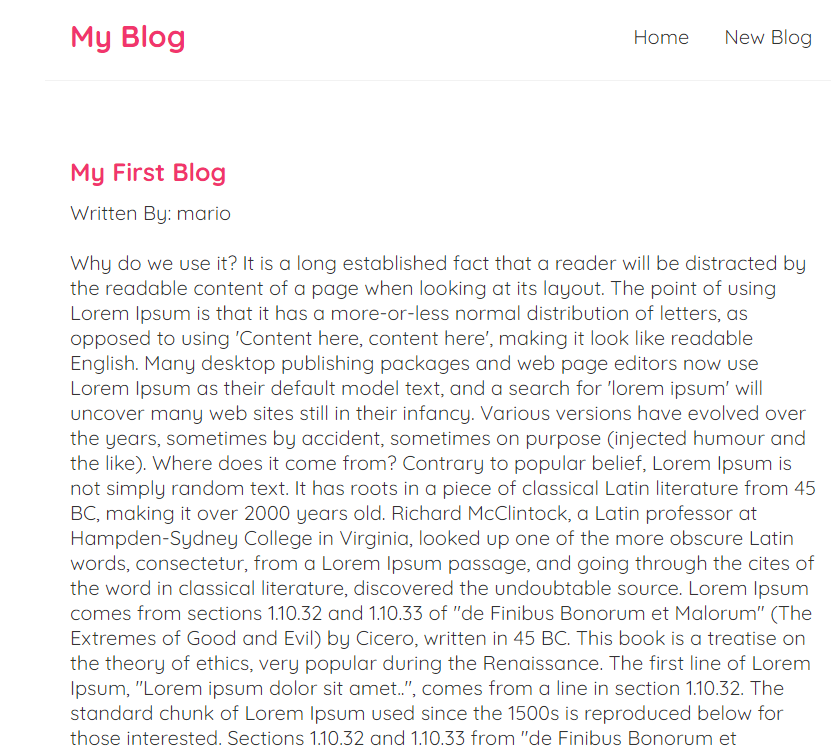 My Blog
Home New Blog
My First Blog
Written By: mario
Why do we use it? It is a long established fact that a reader will be distracted by
the readable content of a page when looking at its layout. The point of using
Lorem Ipsum is that it has a more-or-less normal distribution of letters, as
opposed to using 'Content here, content here', making it look like readable
English. Many desktop publishing packages and web page editors now use
Lorem Ipsum as their default model text, and a search for 'lorem ipsum' will
uncover many web sites still in their infancy. Various versions have evolved over
the years, sometimes by accident, sometimes on purpose (injected humour and
the like). Where does it come from? Contrary to popular belief, Lorem Ipsum is
not simply random text. It has roots in a piece of classical Latin literature from 45
BC, making it over 2000 years old. Richard McClintock, a Latin professor at
Hampden-Sydney College in Virginia, looked up one of the more obscure Latin
words, consectetur, from a Lorem Ipsum passage, and going through the cites of
the word in classical literature, discovered the undoubtable source. Lorem Ipsum
comes from sections 1.10.32 and 1.10.33 of "de Finibus Bonorum et Malorum" (The
Extremes of Good and Evil) by Cicero, written in 45 BC. This book is a treatise on
the theory of ethics, very popular during the Renaissance. The first line of Lorem
Ipsum, "Lorem ipsum dolor sit amet..", comes from a line in section 1.10.32. The
standard chunk of Lorem Ipsum used since the 1500s is reproduced below for
those interested. Sections 1.10.32 and 1.10.33 from "de Finibus Bonorum et